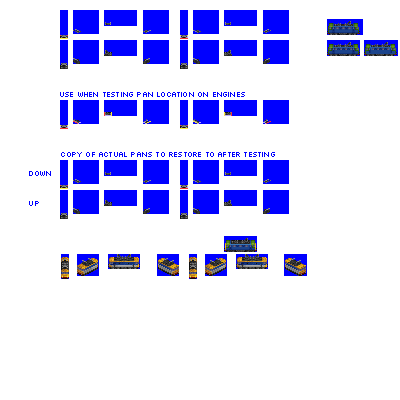 USE WHEN TESTING PAN LOCATION ON ENGINES
COPY OF ACTUAL PANS TO RESTORE TO AFTER TESTING
DOWN
UP